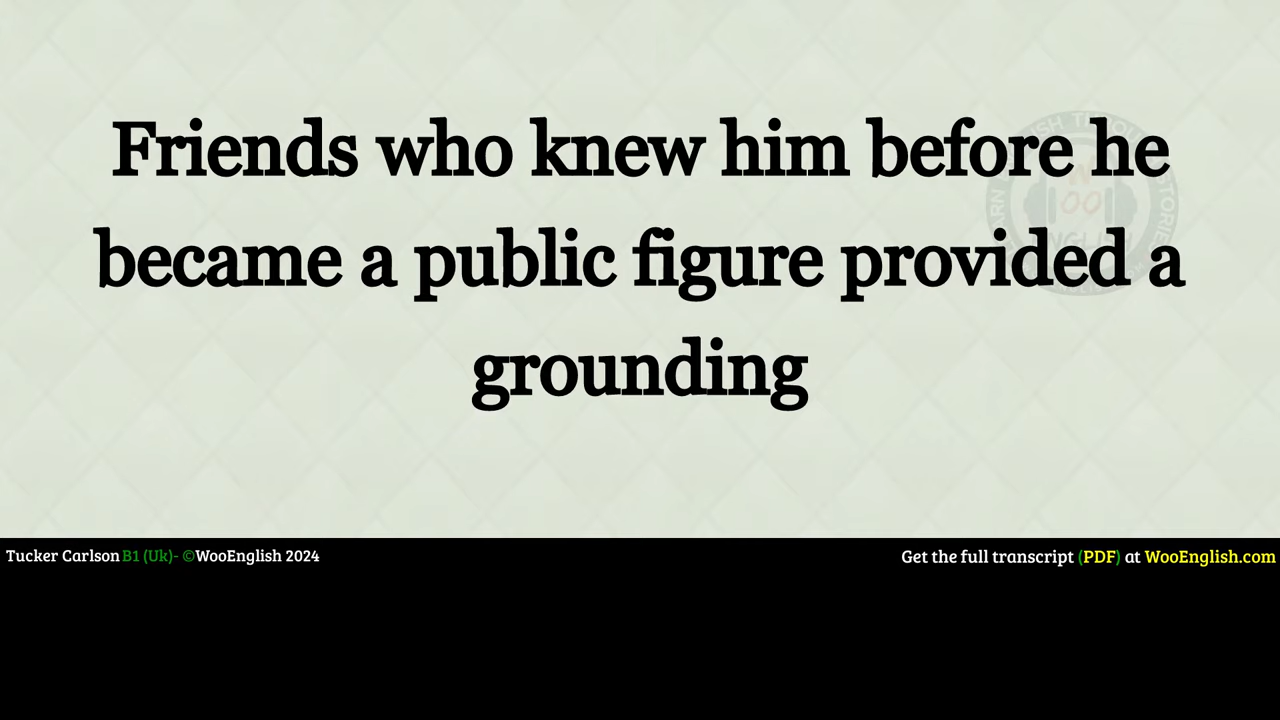 Friends who knew him before he
became a public figure provided a
grounding
Tucker Carlson B1 (Uk)- ©WooEnglish 2024
Get the full transcript (PDF) at WooEnglish.com